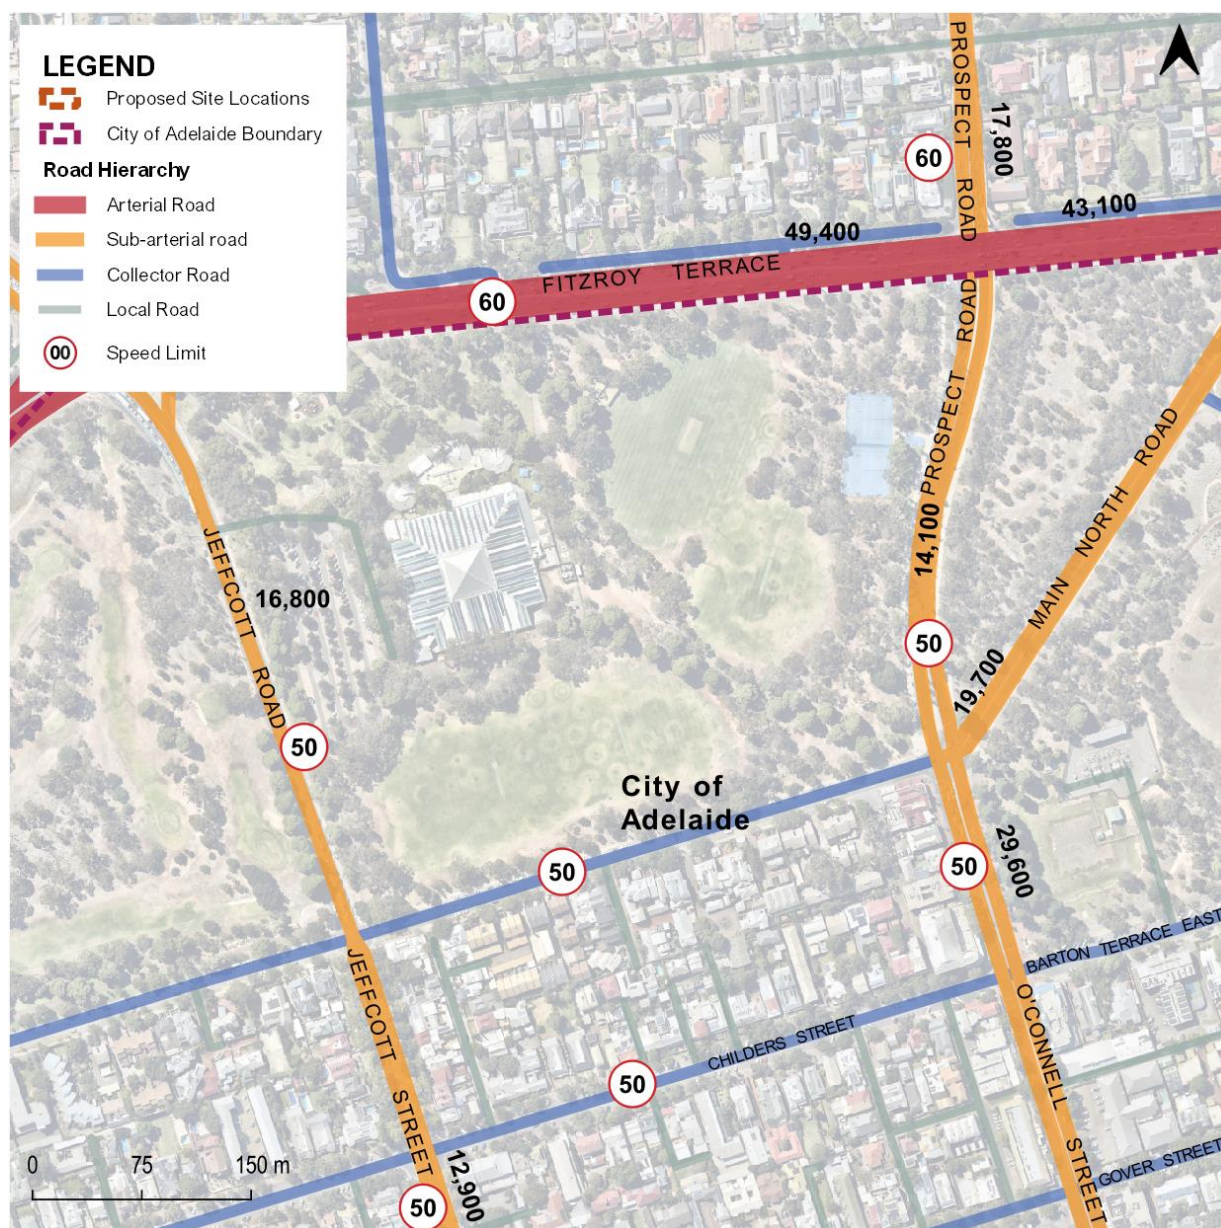 LEGEND
Proposed Site Locations
City of Adelaide Boundary
Road Hierarchy
Arterial Road
Sub-arterial road
Collector Road
Local Road
00 Speed Limit
PROSPECT ROAD
17,800
60
43,100
49,400
FITZROY TERRACE
60
PROSPECT ROAD
14,100
MAIN NORTH ROAD
JEFFCOTT ROAD
16,800
50
19,700
50
City of
Adelaide
50
29,600
50
BARTON TERRACE EAST
JEFFCOTT STREET
CHILDERS STREET
O'CONNELL STREET
50
GOVER STREET
12,900
50
0 75 150 m